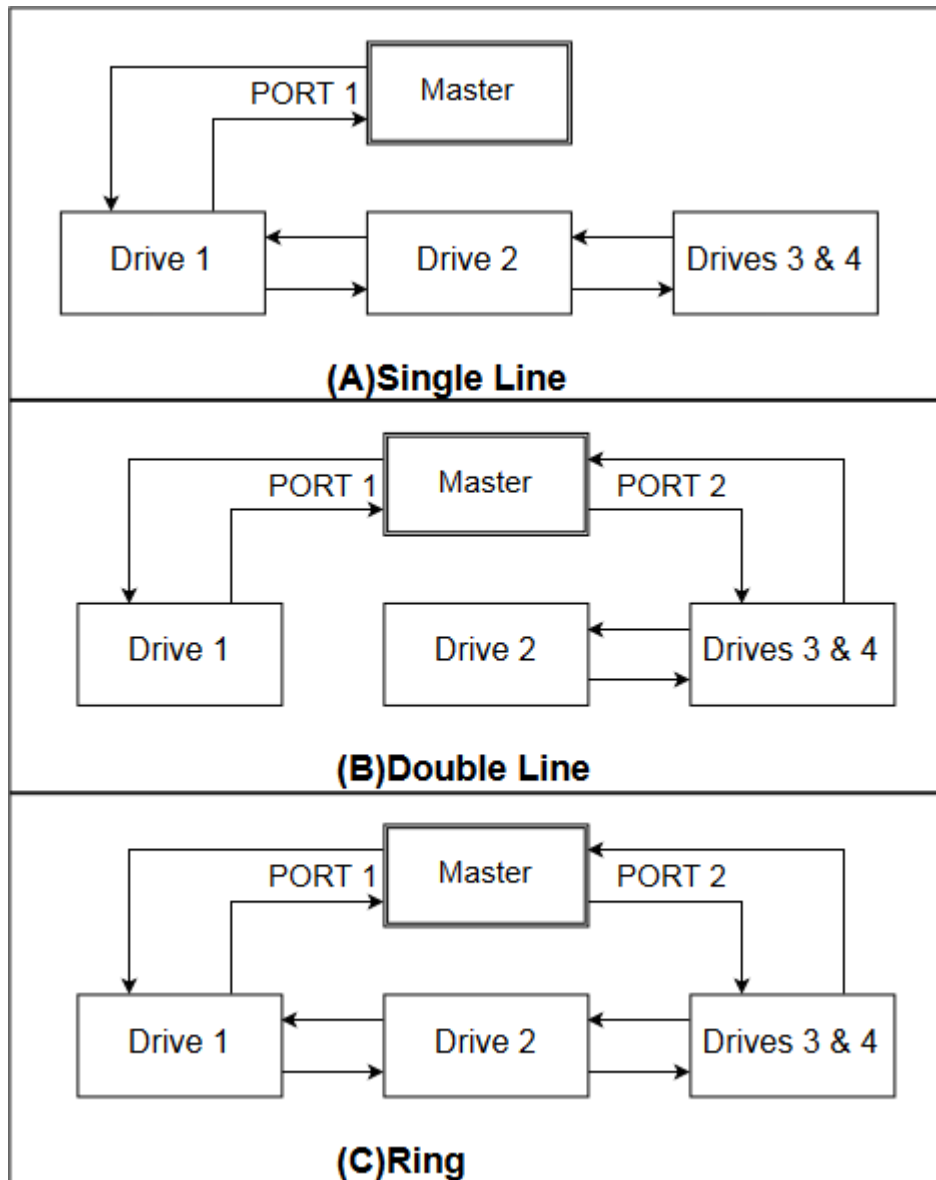 Master
PORT 1
Drive 1
Drive 2
Drives 3 & 4
(A)Single Line
Master
PORT 1
PORT 2
Drive 1
Drive 2
Drives 3 & 4
(B)Double Line
Master
PORT 1
PORT 2
Drive 1
Drive 2
Drives 3 & 4
(C)Ring